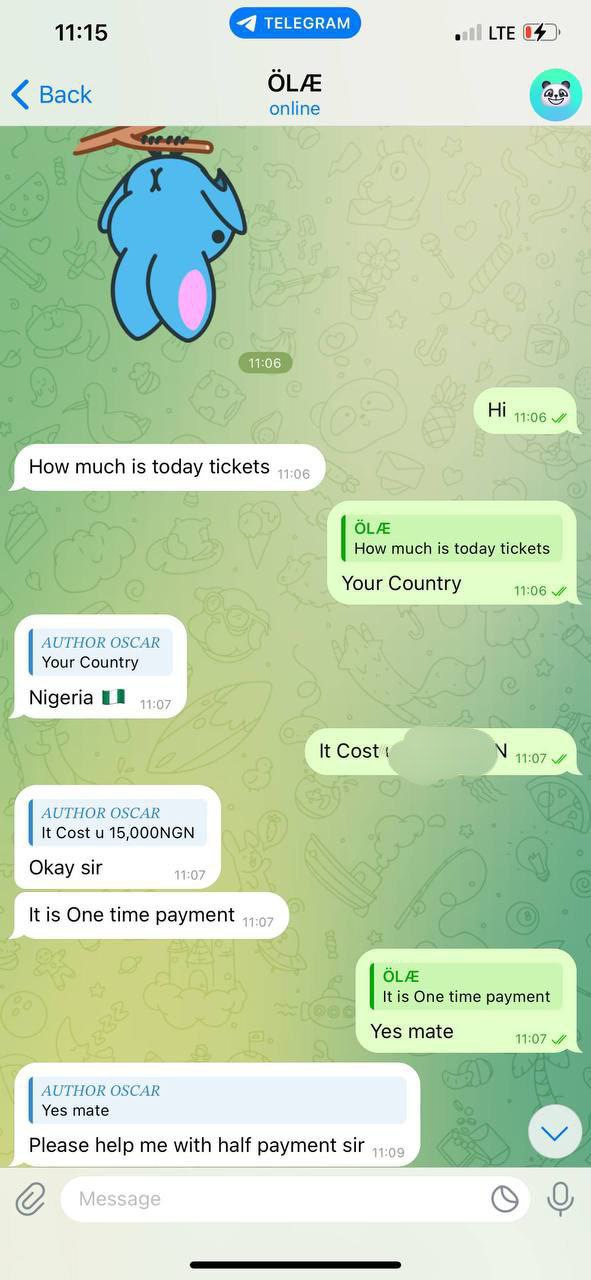 11:15
TELEGRAM
LTE
Back
ÖLÆ
online
11:06
Hi 11:06
How much is today tickets 11:06
ÖLÆ
How much is today tickets
Your Country 11:06
AUTHOR OSCAR
Your Country
Nigeria 🇳🇬 11:07
It Cost N 11:07
AUTHOR OSCAR
It Cost u 15,000NGN
Okay sir 11:07
It is One time payment 11:07
ÖLÆ
It is One time payment
Yes mate 11:07
AUTHOR OSCAR
Yes mate
Please help me with half payment sir 11:09
Message